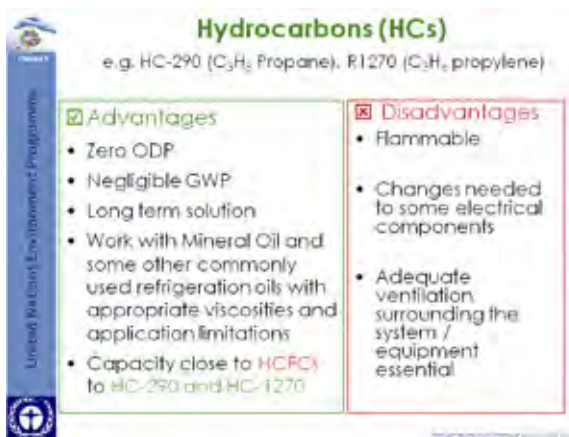 Hydrocarbons (HCs)
e.g. HC-290 (C3H8 Propane), R1270 (C3H6 propylene)
☑ Advantages
• Zero ODP
• Negligible GWP
• Long term solution
• Work with Mineral Oil and
some other commonly
used refrigeration oils with
appropriate viscosities and
application limitations
• Capacity close to HCFCs
to HC-290 and HC-1270
☒ Disadvantages
• Flammable
• Changes needed
to some electrical
components
• Adequate
ventilation
surrounding the
system /
equipment
essential
United Nations Environment Programme